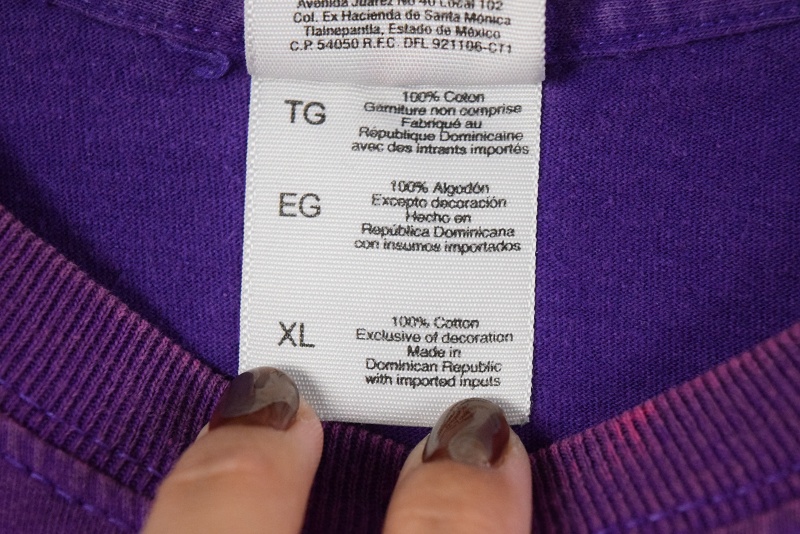 Avenida Juárez No 40 Local 102
Col. Ex Hacienda de Santa Mónica
Tlalnepantla, Estado de México
C.P. 54050 R.F.C. DFL 921106-CT1
TG
100% Coton
Garniture non comprise
Fabriqué au
République Dominicaine
avec des intrants importés
EG
100% Algodón
Excepto decoración
Hecho en
República Dominicana
con insumos importados
XL
100% Cotton
Exclusive of decoration
Made in
Dominican Republic
with imported inputs